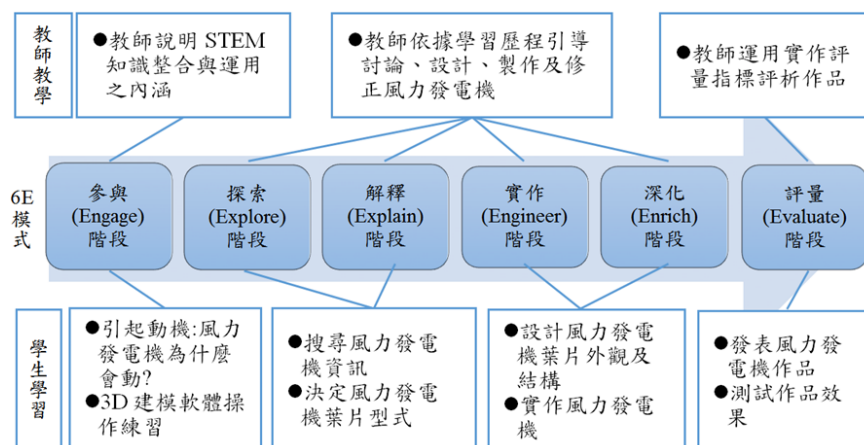 教師教學
●教師說明 STEM
知識整合與運用
之內涵
●教師依據學習歷程引導
討論、設計、製作及修
正風力發電機
●教師運用實作評
量指標評析作品
6E
模式
參與
(Engage)
階段
探索
(Explore)
階段
解釋
(Explain)
階段
實作
(Engineer)
階段
深化
(Enrich)
階段
評量
(Evaluate)
階段
學生學習
●引起動機:風力
發電機為什麼
會動?
●3D 建模軟體操
作練習
●搜尋風力發電
機資訊
●決定風力發電
機葉片型式
●設計風力發電
機葉片外觀及
結構
●實作風力發電
機
●發表風力發
電機作品
●測試作品效
果